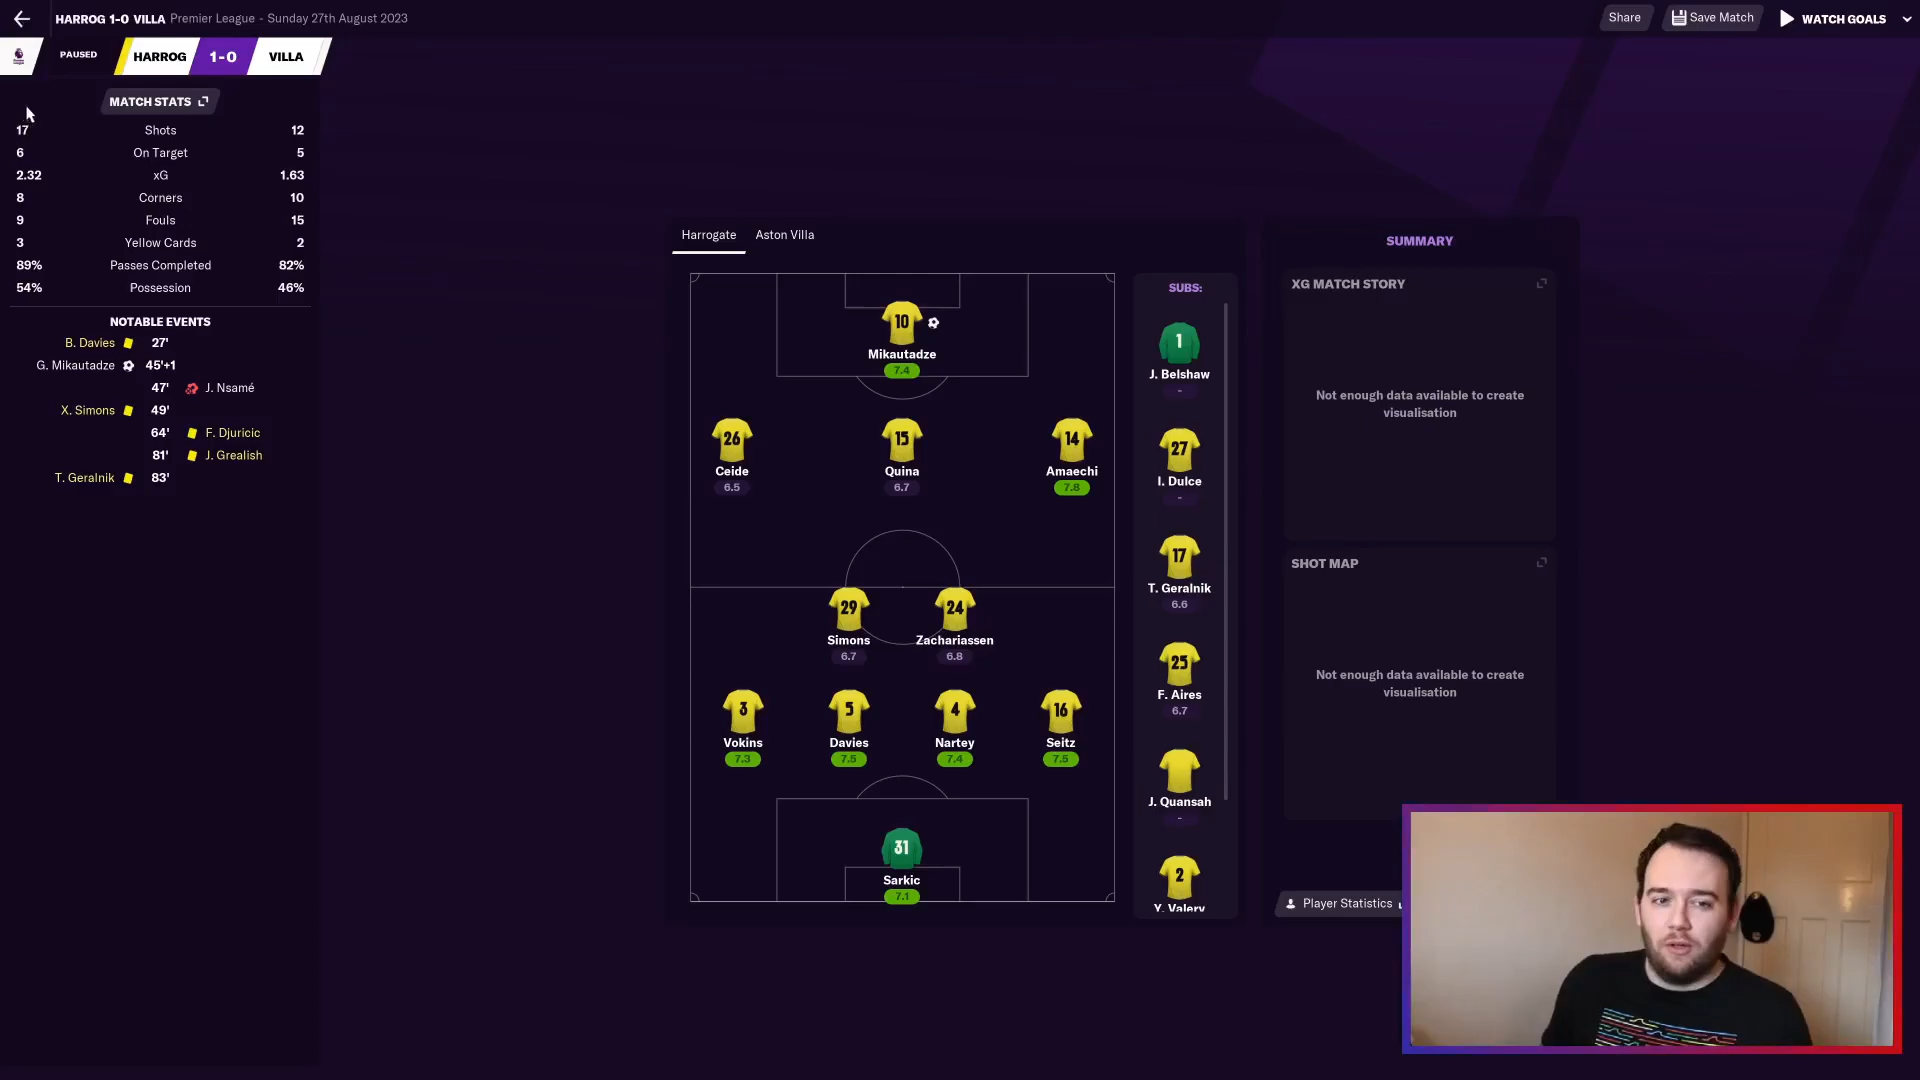 HARROG 1-0 VILLA Premier League - Sunday 27th August 2023
Share
Save Match
WATCH GOALS
PAUSED
HARROG 1-0 VILLA
MATCH STATS
17 Shots 12
6 On Target 5
2.32 xG 1.63
8 Corners 10
9 Fouls 15
3 Yellow Cards 2
89% Passes Completed 82%
54% Possession 46%
NOTABLE EVENTS
B. Davies 27'
G. Mikautadze 45'+1
47' J. Nsamé
X. Simons 49'
64' F. Djuricic
81' J. Grealish
T. Geralnik 83'
Harrogate Aston Villa
10
Mikautadze
7.4
26 15 14
Ceide Quina Amaechi
6.5 6.7 7.8
29 24
Simons Zachariassen
6.7 6.8
3 5 4 16
Vokins Davies Nartey Seitz
7.3 7.5 7.4 7.5
31
Sarkic
7.1
SUBS:
1
J. Belshaw
-
27
I. Dulce
-
17
T. Geralnik
6.6
25
F. Aires
6.7
J. Quansah
-
2
Y. Valery
SUMMARY
XG MATCH STORY
Not enough data available to create
visualisation
SHOT MAP
Not enough data available to create
visualisation
Player Statistics